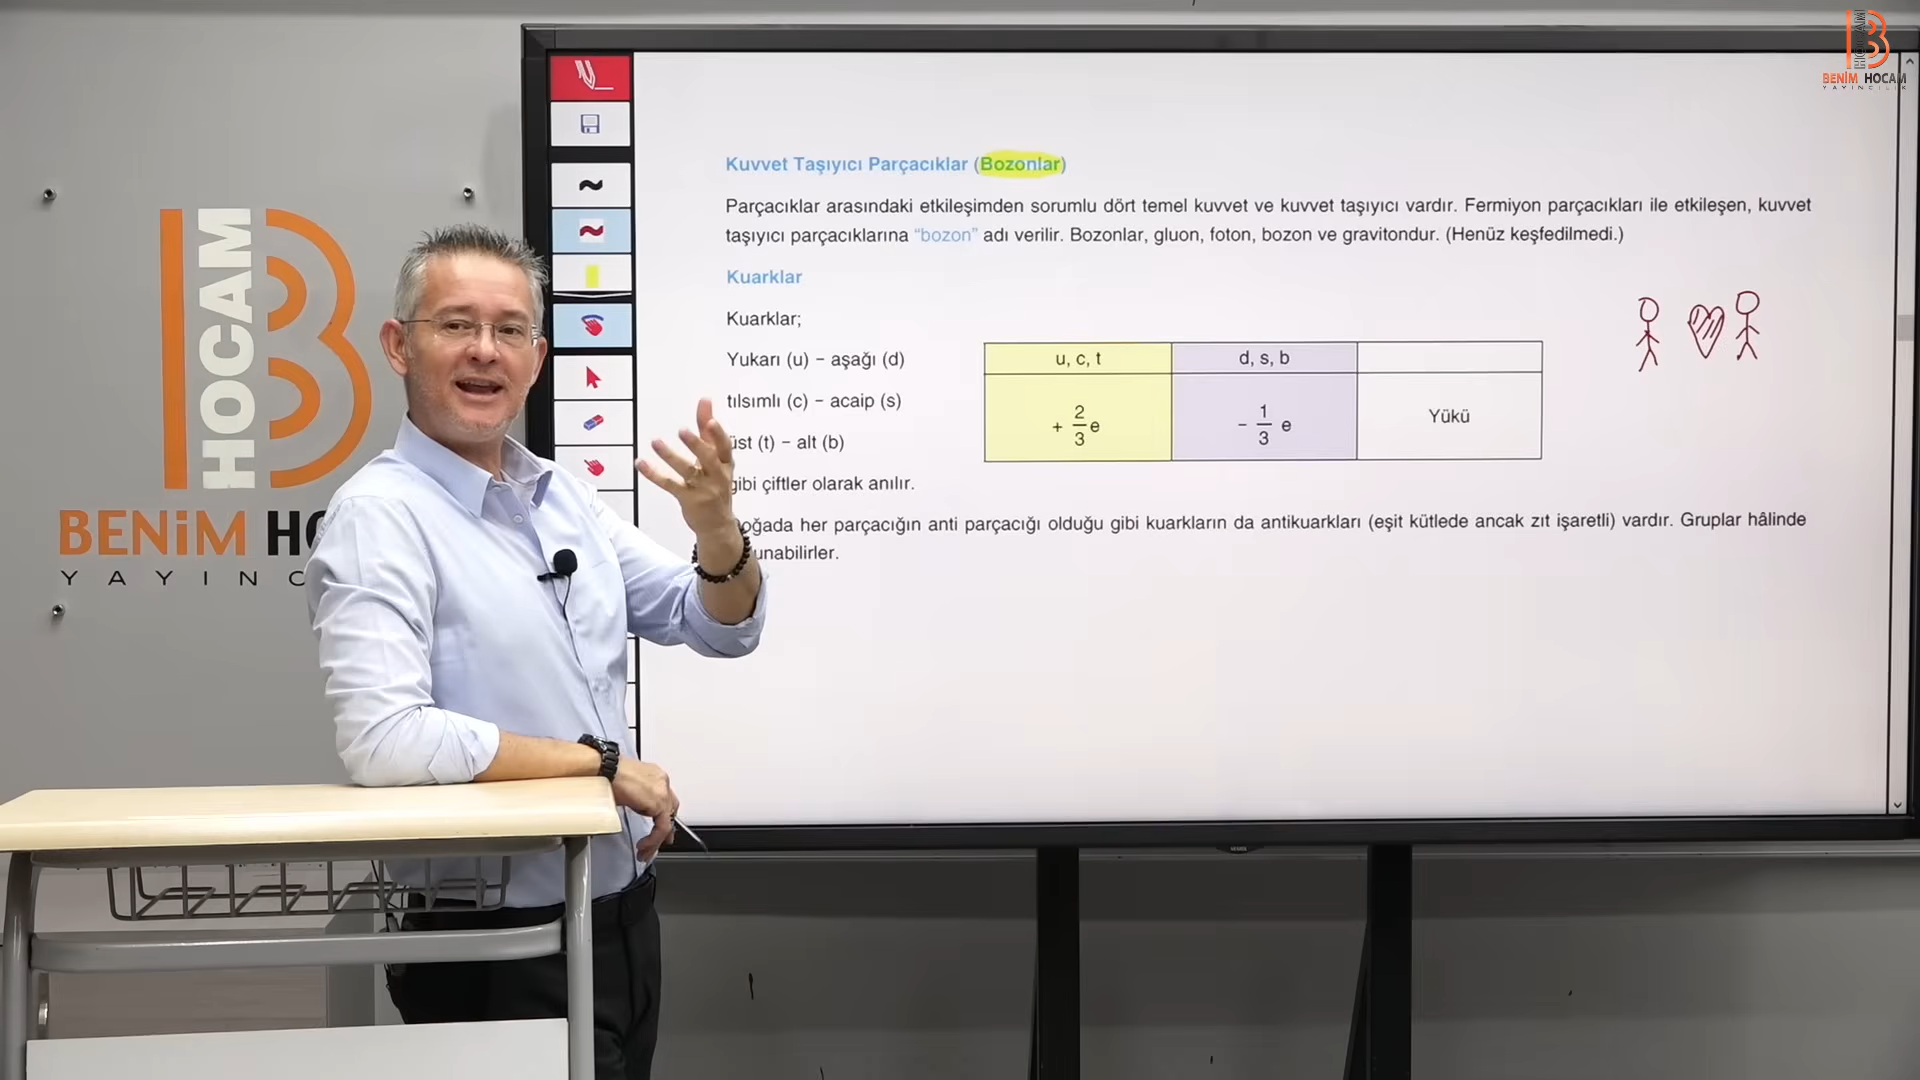 B
HOCAM
BENİM HOCAM
YAYINCILIK
HOCAM
B
BENİM HO
YAYINC
Kuvvet Taşıyıcı Parçacıklar (Bozonlar)
Parçacıklar arasındaki etkileşimden sorumlu dört temel kuvvet ve kuvvet taşıyıcı vardır. Fermiyon parçacıkları ile etkileşen, kuvvet
taşıyıcı parçacıklarına “bozon” adı verilir. Bozonlar, gluon, foton, bozon ve gravitondur. (Henüz keşfedilmedi.)
Kuarklar
Kuarklar;
Yukarı (u) – aşağı (d)
tılsımlı (c) – acaip (s)
üst (t) – alt (b)
gibi çiftler olarak anılır.
u, c, t
d, s, b
+ 2/3 e
- 1/3 e
Yükü
oğada her parçacığın anti parçacığı olduğu gibi kuarkların da antikuarkları (eşit kütlede ancak zıt işaretli) vardır. Gruplar hâlinde
unabilirler.